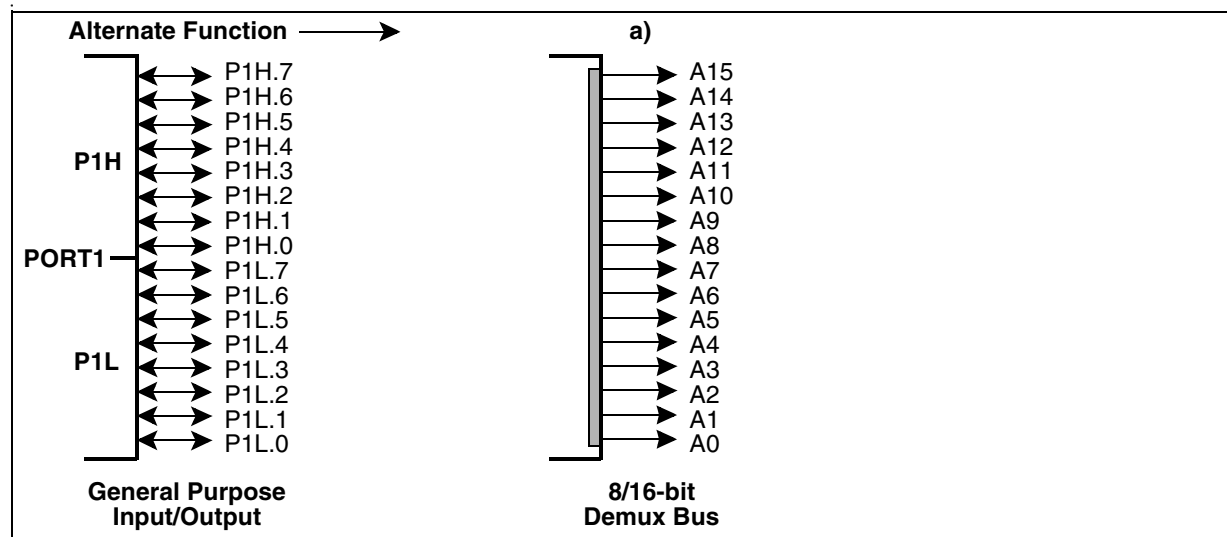 Alternate Function a)
P1H.7 A15
P1H.6 A14
P1H.5 A13
P1H.4 A12
P1H P1H.3 A11
P1H.2 A10
P1H.1 A9
P1H.0 A8
PORT1
P1L.7 A7
P1L.6 A6
P1L.5 A5
P1L.4 A4
P1L P1L.3 A3
P1L.2 A2
P1L.1 A1
P1L.0 A0
General Purpose 8/16-bit
Input/Output Demux Bus